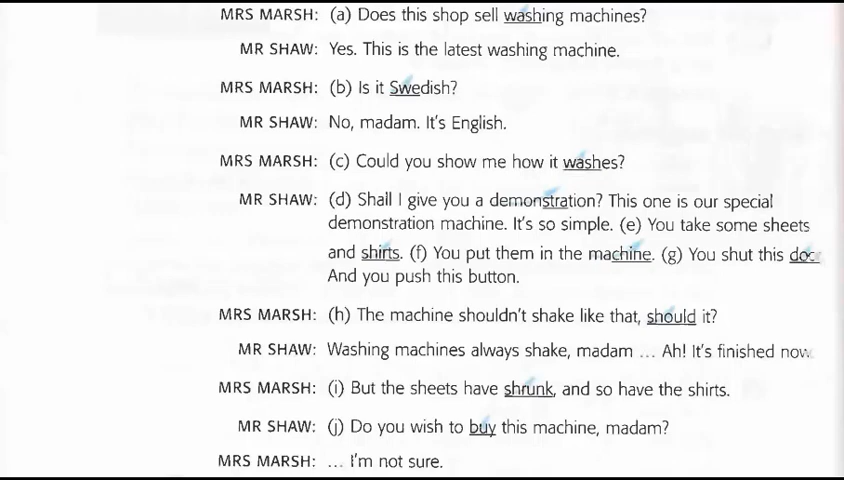 MRS MARSH: (a) Does this shop sell washing machines?
MR SHAW: Yes. This is the latest washing machine.
MRS MARSH: (b) Is it Swedish?
MR SHAW: No, madam. It's English.
MRS MARSH: (c) Could you show me how it washes?
MR SHAW: (d) Shall I give you a demonstration? This one is our special
demonstration machine. It's so simple. (e) You take some sheets
and shirts. (f) You put them in the machine. (g) You shut this
And you push this button.
MRS MARSH: (h) The machine shouldn't shake like that, should it?
MR SHAW: Washing machines always shake, madam ... Ah! It's finished now
MRS MARSH: (i) But the sheets have shrunk, and so have the shirts.
MR SHAW: (j) Do you wish to buy this machine, madam?
MRS MARSH: ... I'm not sure.